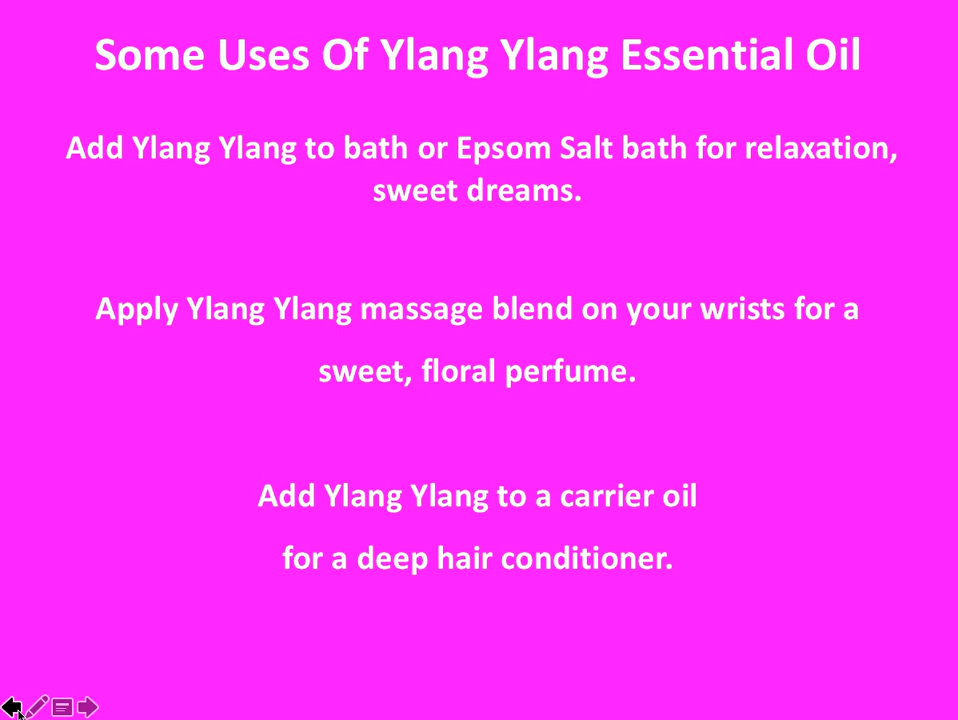 Some Uses Of Ylang Ylang Essential Oil
Add Ylang Ylang to bath or Epsom Salt bath for relaxation,
sweet dreams.
Apply Ylang Ylang massage blend on your wrists for a
sweet, floral perfume.
Add Ylang Ylang to a carrier oil
for a deep hair conditioner.